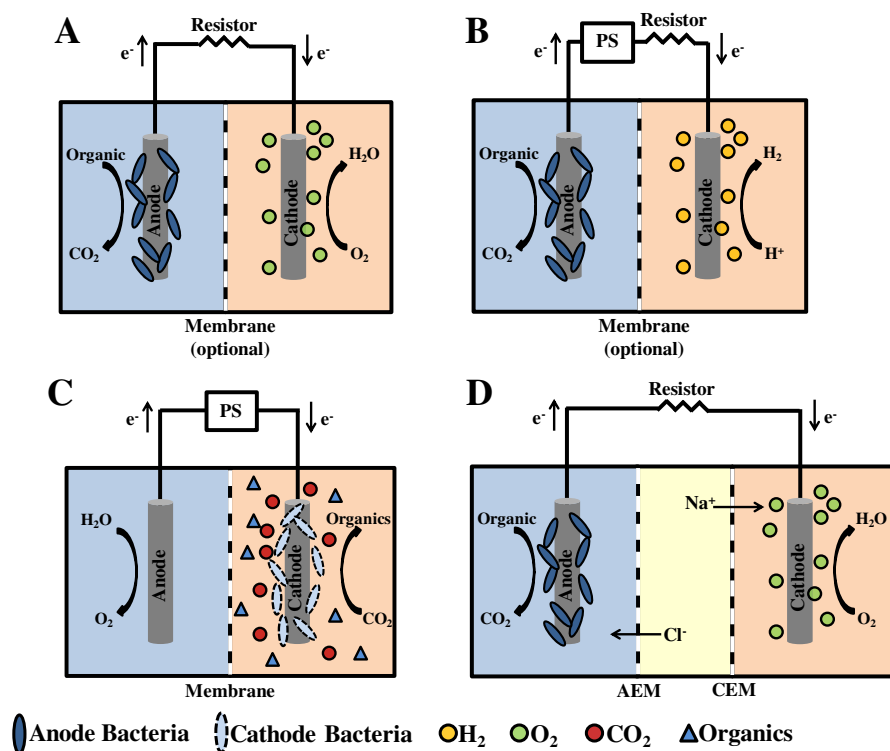 A
Resistor
e-
e-
Organic
CO2
Anode
Cathode
H2O
O2
Membrane
(optional)
B
PS
Resistor
e-
e-
Organic
CO2
Anode
Cathode
H2
H+
Membrane
(optional)
C
PS
e-
e-
H2O
O2
Anode
Cathode
Organics
CO2
Membrane
D
Resistor
e-
e-
Organic
CO2
Anode
Cl-
Na+
Cathode
H2O
O2
AEM
CEM
Anode Bacteria
Cathode Bacteria
H2
O2
CO2
Organics